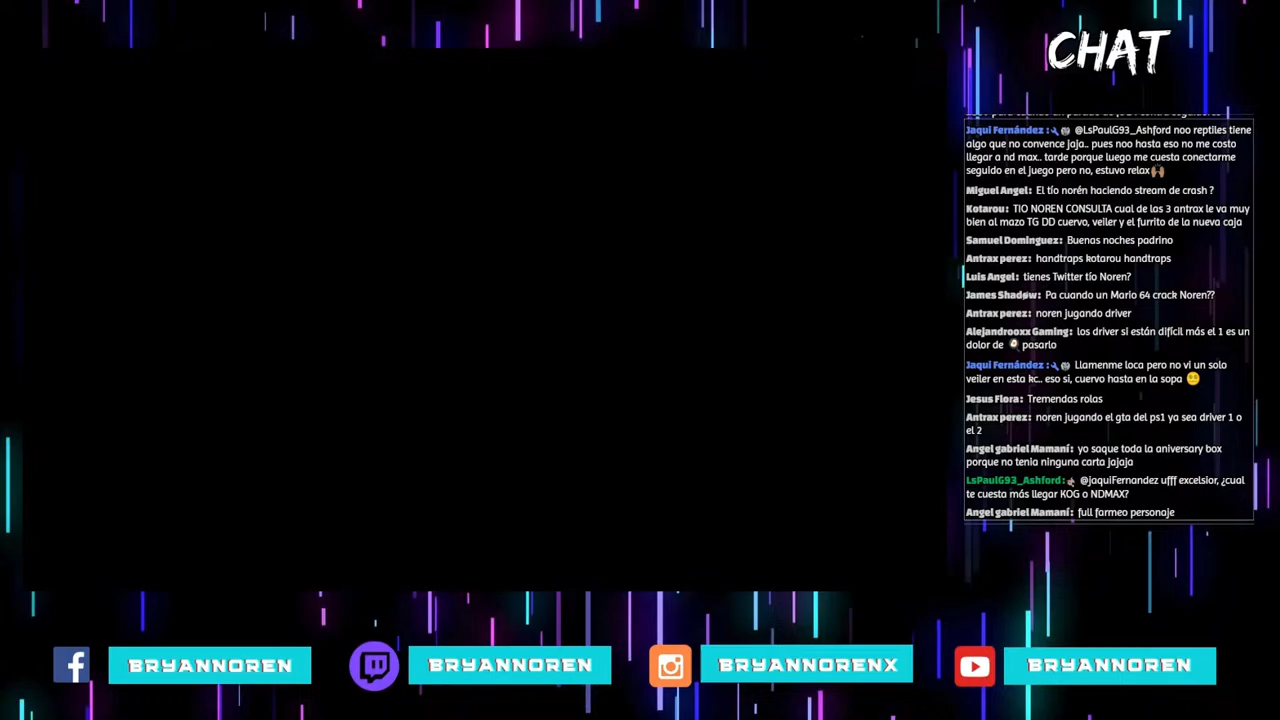 CHAT
Jaqui Fernández : @LsPaulG93_Ashford noo reptiles tiene
algo que no convence jaja.. pues noo hasta eso no me costo
llegar a nd max.. tarde porque luego me cuesta conectarme
seguido en el juego pero no, estuvo relax
Miguel Angel : El tío norén haciendo stream de crash ?
Kotarou : TIO NOREN CONSULTA cual de las 3 antrax le va muy
bien al mazo TG DD cuervo, veiler y el furrito de la nueva caja
Samuel Dominguez : Buenas noches padrino
Antrax perez : handtraps kotarou handtraps
Luis Angel : tienes Twitter tío Noren?
James Shadow : Pa cuando un Mario 64 crack Noren??
Antrax perez : noren jugando driver
Alejandrooxx Gaming : los driver si están difícil más el 1 es un
dolor de pasarlo
Jaqui Fernández : Llamenme loca pero no vi un solo
veiler en esta kc.. eso si, cuervo hasta en la sopa
Jesus Flora : Tremendas rolas
Antrax perez : noren jugando el gta del ps1 ya sea driver 1 o
el 2
Angel gabriel Mamaní : yo saque toda la aniversary box
porque no tenia ninguna carta jajaja
LsPaulG93_Ashford : @jaquiFernandez ufff excelsior, ¿cual
te cuesta más llegar KOG o NDMAX?
Angel gabriel Mamaní : full farmeo personaje
BRYANNOREN
BRYANNOREN
BRYANNORENX
BRYANNOREN